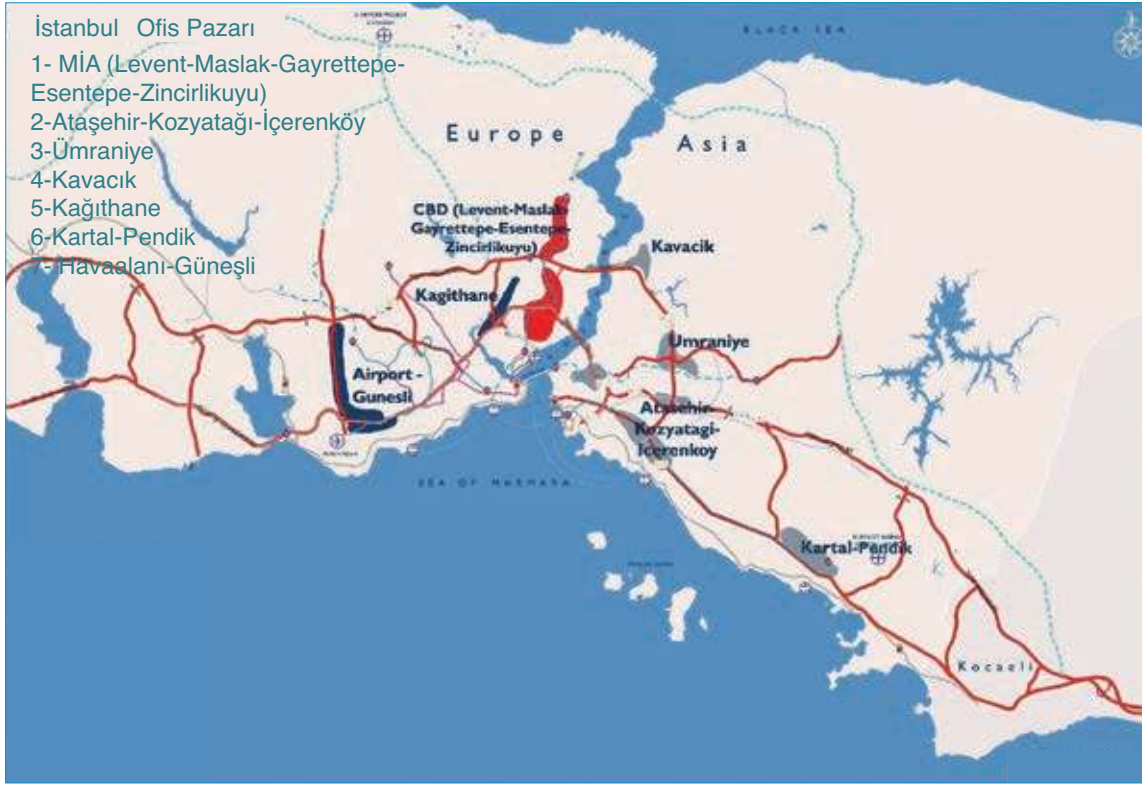 İstanbul Ofis Pazarı
1- MİA (Levent-Maslak-Gayrettepe-
Esentepe-Zincirlikuyu)
2-Ataşehir-Kozyatağı-İçerenköy
3-Ümraniye
4-Kavacık
5-Kağıthane
6-Kartal-Pendik
7- Havaalanı-Güneşli
BLACK SEA
Europe
Asia
CBD (Levent-Maslak-
Gayrettepe-Esentepe-
Zincirlikuyu)
Kavacik
Kagithane
Umraniye
Airport -
Gunesli
Atasehir-
Kozyatagi-
Icerenkoy
SEA OF MARMARA
Kartal-Pendik
Kocaeli